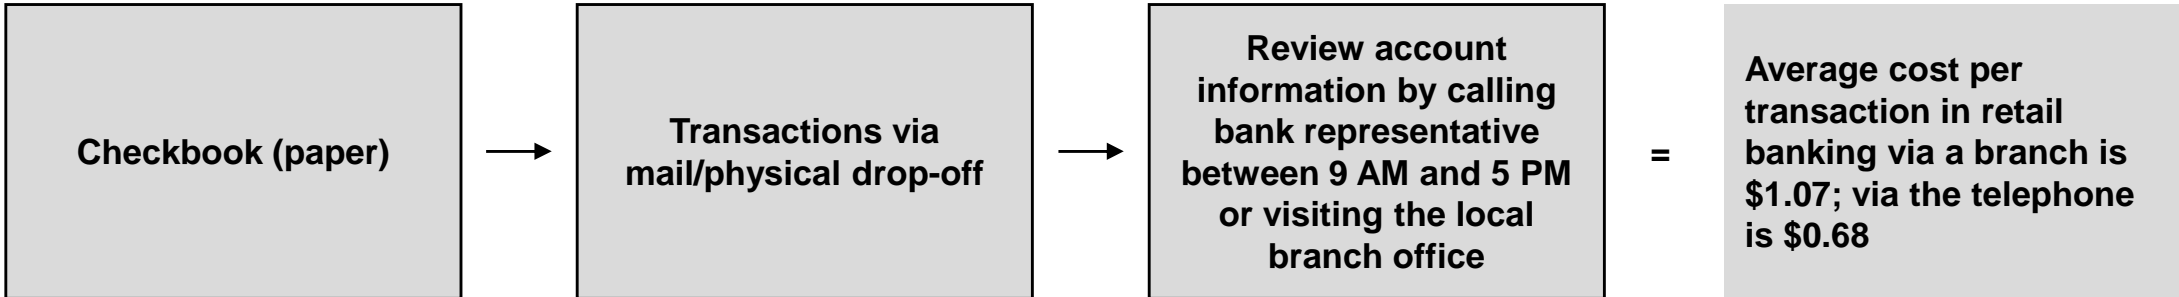 Checkbook (paper)
Transactions via
mail/physical drop-off
Review account
information by calling
bank representative
between 9 AM and 5 PM
or visiting the local
branch office
=
Average cost per
transaction in retail
banking via a branch is
$1.07; via the telephone
is $0.68